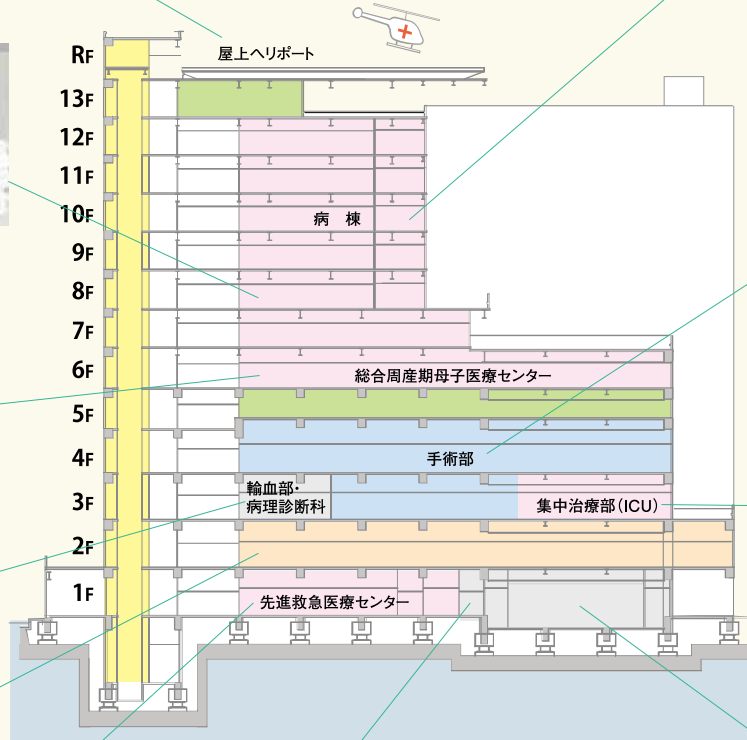 屋上ヘリポート
RF
13F
12F
11F
10F
病 棟
9F
8F
7F
6F
総合周産期母子医療センター
5F
4F
手術部
3F
輸血部・
病理診断科
集中治療部(ICU)
2F
1F
先進救急医療センター